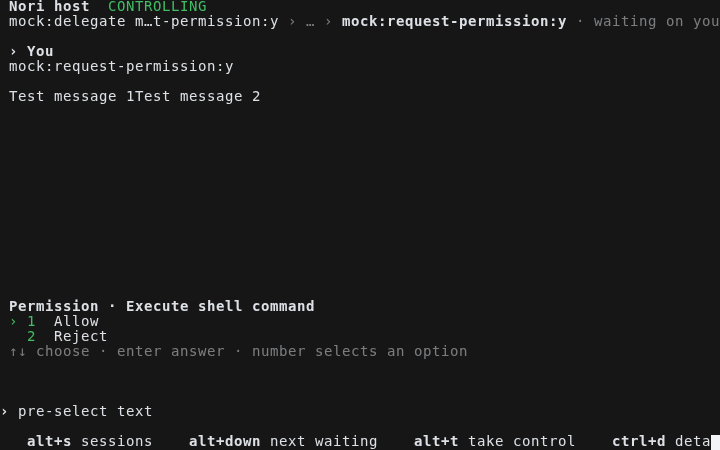 Nori host  CONTROLLING
mock:delegate m…t-permission:y › … › mock:request-permission:y · waiting on you
› You
mock:request-permission:y
Test message 1Test message 2
Permission · Execute shell command
› 1  Allow
2  Reject
↑↓ choose · enter answer · number selects an option
› pre-select text
alt+s sessions    alt+down next waiting    alt+t take control    ctrl+d deta